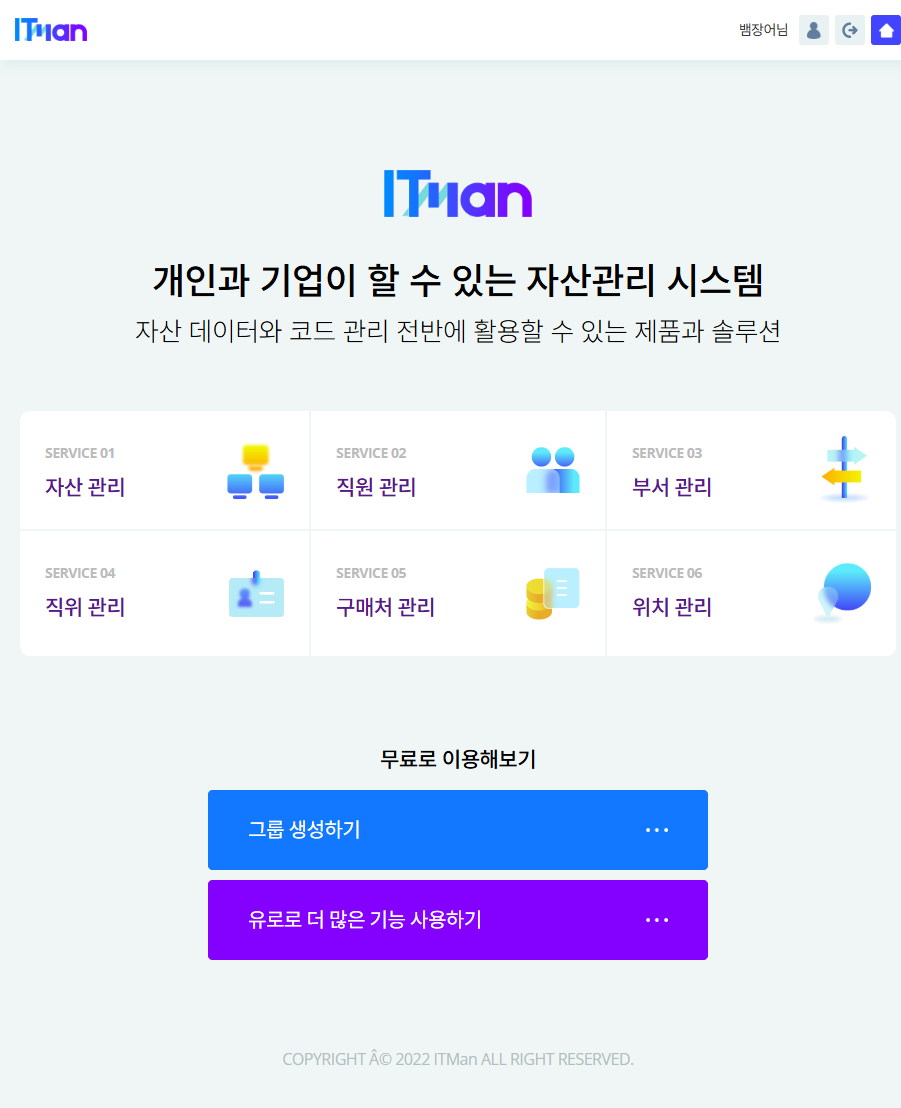 ITMan
뱀장어님
ITMan
개인과 기업이 할 수 있는 자산관리 시스템
자산 데이터와 코드 관리 전반에 활용할 수 있는 제품과 솔루션
SERVICE 01
자산 관리
SERVICE 02
직원 관리
SERVICE 03
부서 관리
SERVICE 04
직위 관리
SERVICE 05
구매처 관리
SERVICE 06
위치 관리
무료로 이용해보기
그룹 생성하기
유로로 더 많은 기능 사용하기
COPYRIGHT Â© 2022 ITMan ALL RIGHT RESERVED.